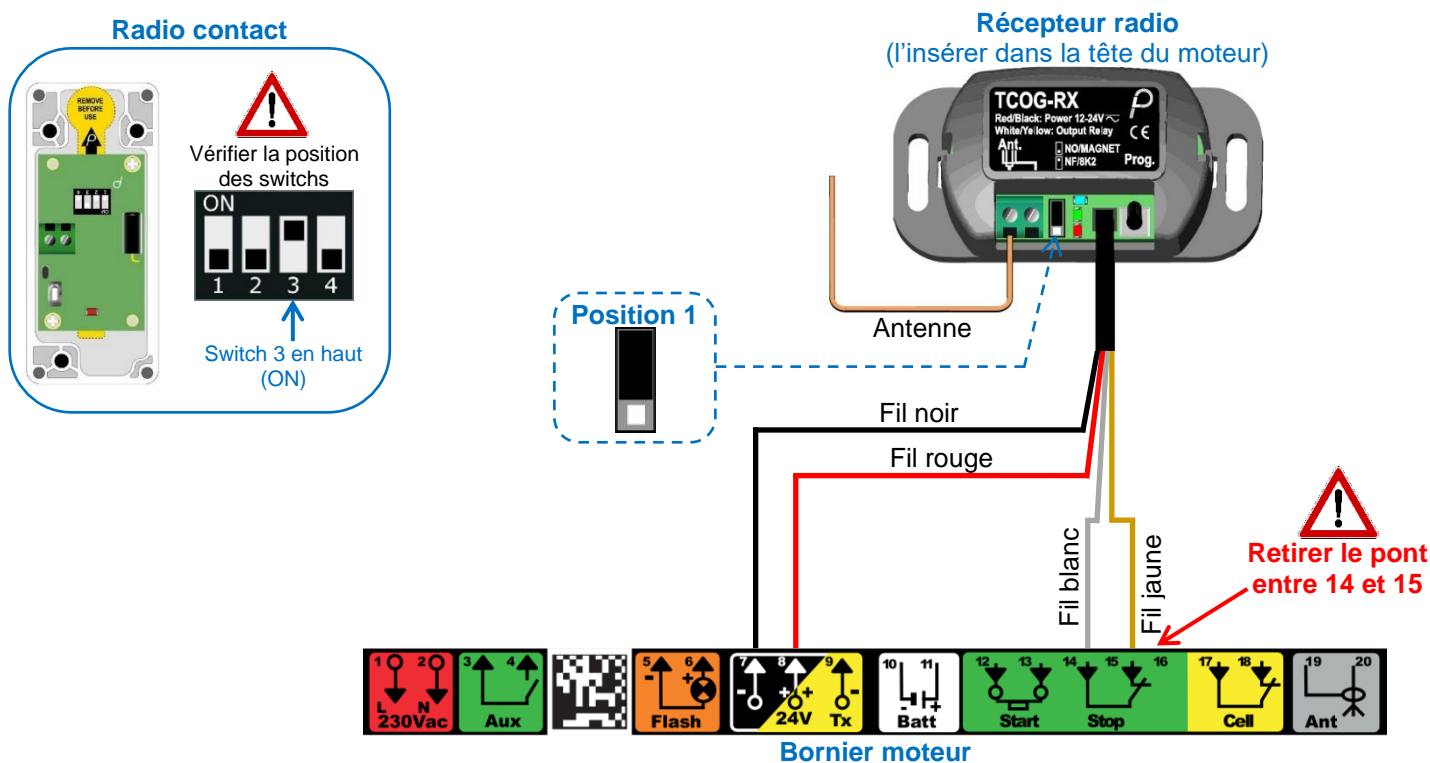 Radio contact
REMOVE
BEFORE
USE
Vérifier la position
des switchs
ON
1 2 3 4
Switch 3 en haut
(ON)
Récepteur radio
(l'insérer dans la tête du moteur)
TCOG-RX
Red/Black: Power 12-24V
White/Yellow: Output Relay
CE
Ant.
NO/MAGNET
NF/8K2
Prog.
Antenne
Position 1
Fil noir
Fil rouge
Fil blanc
Fil jaune
Retirer le pont
entre 14 et 15
1 2 3 4 5 6 7 8 9 10 11 12 13 14 15 16 17 18 19 20
L N
- + - + + -
- +
230Vac Aux Flash 24V Tx Batt Start Stop Cell Ant
Bornier moteur